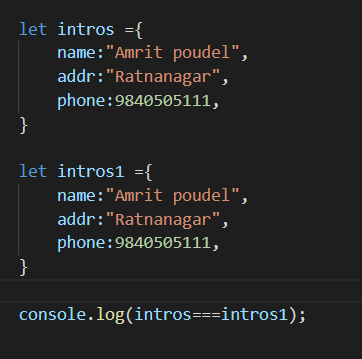 let intros ={
name:"Amrit poudel",
addr:"Ratnanagar",
phone:9840505111,
}
let intros1 ={
name:"Amrit poudel",
addr:"Ratnanagar",
phone:9840505111,
}
console.log(intros===intros1);